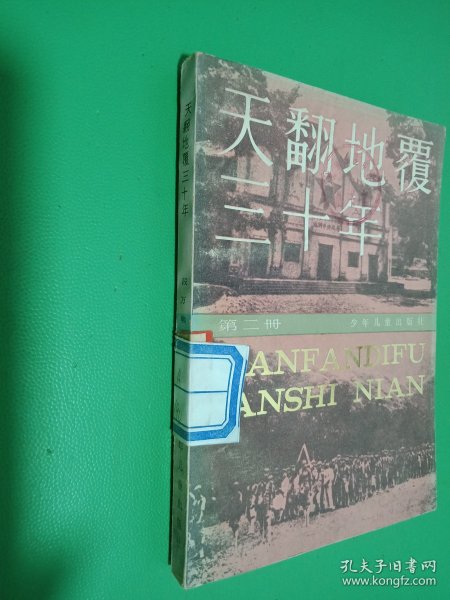 天翻地覆
三十年
第二册 少年儿童出版社
ANFANDIFU
ANSHI NIAN
天翻地覆三十年
孔夫子旧书网
www.kongfz.com